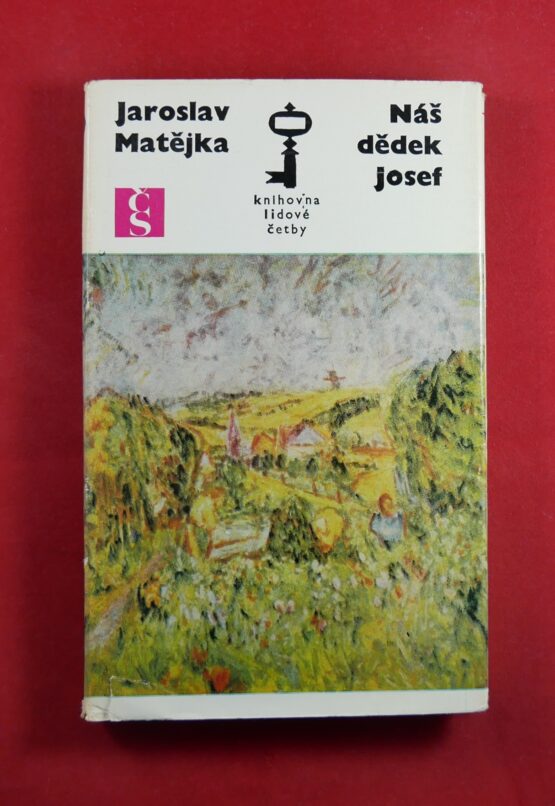 Jaroslav
Matějka
ČS
knihovna
lidové
četby
Náš
dědek
josef